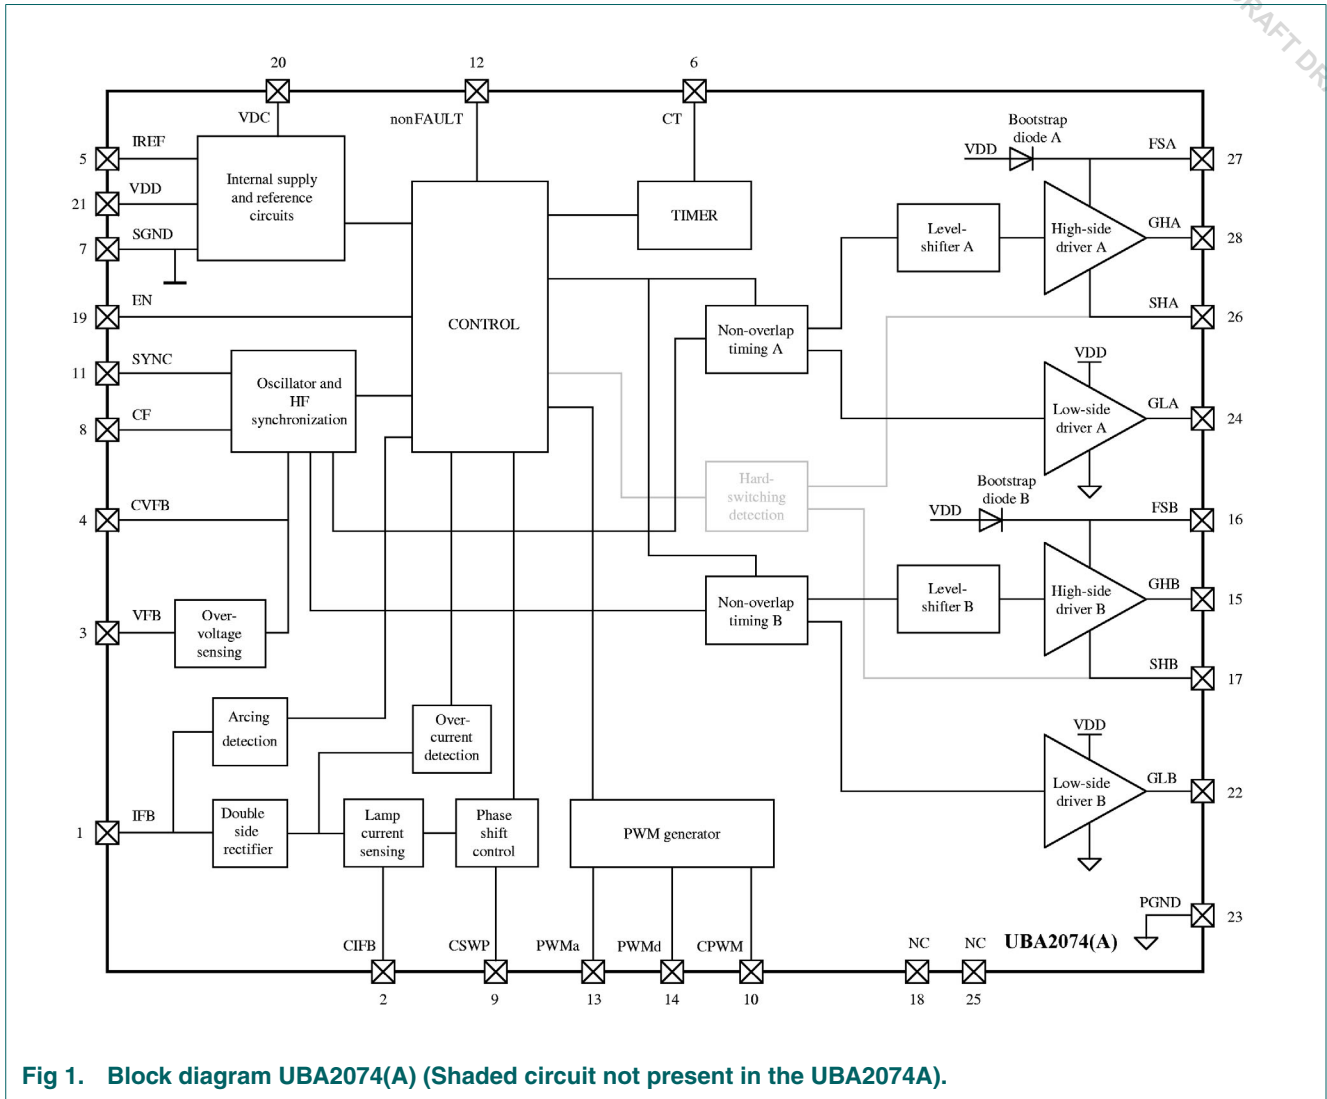 DRAFT DRA
20
12
6
VDC
nonFAULT
CT
Bootstrap
diode A
5
IREF
VDD
FSA
27
Internal supply
and reference
circuits
21
VDD
TIMER
7
SGND
Level-
shifter A
High-side
driver A
GHA
28
19
EN
CONTROL
SHA
26
Non-overlap
timing A
11
SYNC
Oscillator and
HF
synchronization
VDD
8
CF
Low-side
driver A
GLA
24
Hard-
switching
detection
Bootstrap
diode B
4
CVFB
VDD
FSB
16
3
VFB
Over-
voltage
sensing
Non-overlap
timing B
Level-
shifter B
High-side
driver B
GHB
15
SHB
17
Arcing
detection
Over-
current
detection
VDD
Low-side
driver B
GLB
22
1
IFB
Double
side
rectifier
Lamp
current
sensing
Phase
shift
control
PWM generator
PGND
23
CIFB
CSWP
PWMa
PWMd
CPWM
NC
NC
UBA2074(A)
2
9
13
14
10
18
25
Fig 1. Block diagram UBA2074(A) (Shaded circuit not present in the UBA2074A).